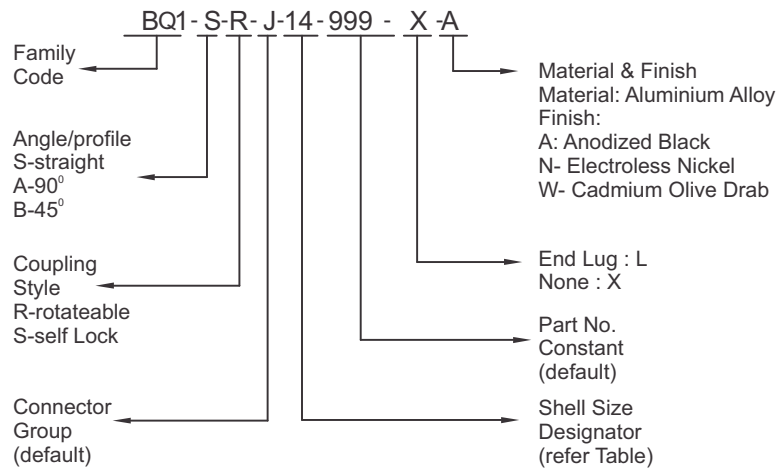 BQ1 - S-R- J-14- 999 - X -A
Family
Code
Angle/profile
S-straight
A-90⁰
B-45⁰
Coupling
Style
R-rotateable
S-self Lock
Connector
Group
(default)
Material & Finish
Material: Aluminium Alloy
Finish:
A: Anodized Black
N- Electroless Nickel
W- Cadmium Olive Drab
End Lug : L
None : X
Part No.
Constant
(default)
Shell Size
Designator
(refer Table)